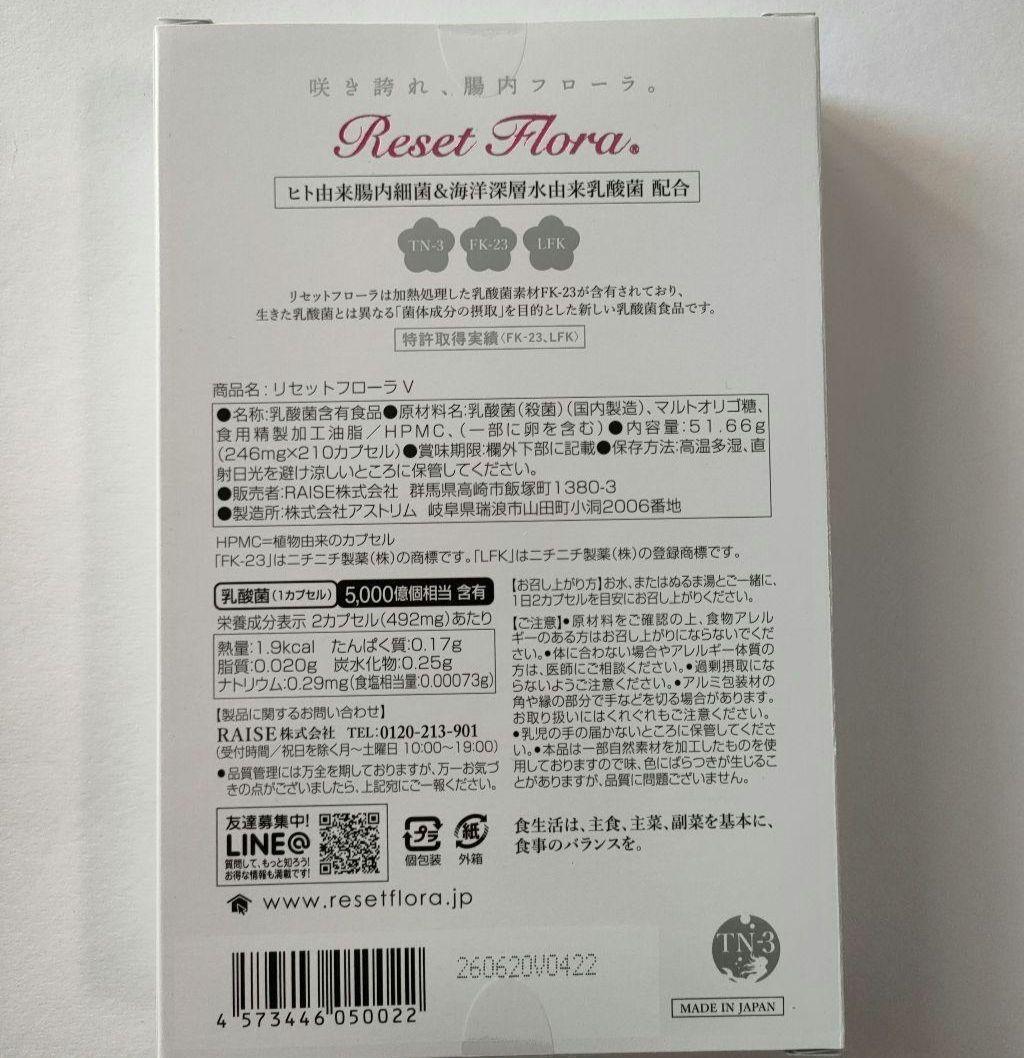 咲き誇れ、腸内フローラ。
Reset Flora®
ヒト由来腸内細菌&海洋深層水由来乳酸菌 配合
TN-3 FK-23 LFK
リセットフローラは加熱処理した乳酸菌素材FK-23が含有されており、
生きた乳酸菌とは異なる「菌体成分の摂取」を目的とした新しい乳酸菌食品です。
特許取得実績〈FK-23、LFK〉
商品名:リセットフローラV
●名称:乳酸菌含有食品●原材料名:乳酸菌(殺菌)(国内製造)、マルトオリゴ糖、
食用精製加工油脂/HPMC、(一部に卵を含む)●内容量:51.66g
(246mg×210カプセル)●賞味期限:欄外下部に記載●保存方法:高温多湿、直
射日光を避け涼しいところに保管してください。
●販売者:RAISE株式会社 群馬県高崎市飯塚町1380-3
●製造所:株式会社アストリム 岐阜県瑞浪市山田町小洞2006番地
HPMC=植物由来のカプセル
「FK-23」はニチニチ製薬(株)の商標です。「LFK」はニチニチ製薬(株)の登録商標です。
乳酸菌(1カプセル) 5,000億個相当 含有
栄養成分表示 2カプセル(492mg)あたり
熱量:1.9kcal たんぱく質:0.17g
脂質:0.020g 炭水化物:0.25g
ナトリウム:0.29mg(食塩相当量:0.00073g)
【製品に関するお問い合わせ】
RAISE株式会社 TEL:0120-213-901
(受付時間/祝日を除く月〜土曜日 10:00〜19:00)
●品質管理には万全を期しておりますが、万一お気づ
きの点がございましたら、上記宛にご一報ください。
【お召し上がり方】お水、またはぬるま湯とご一緒に、
1日2カプセルを目安にお召し上がりください。
【ご注意】●原材料をご確認の上、食物アレル
ギーのある方はお召し上がりにならないでくだ
さい。●体に合わない場合やアレルギー体質の
方は、医師にご相談ください。●過剰摂取にな
らないようご注意ください。●アルミ包装材の
角や縁の部分で手などを切る場合があります。
お取り扱いにはくれぐれもご注意ください。
●乳児の手の届かないところに保管してくださ
い。●本品は一部自然素材を加工したものを使
用しておりますので味、色にばらつきが生じるこ
とがありますが、品質に問題ございません。
友達募集中!
LINE@
質問して、もっと知ろう!
お得な情報も満載です!
プラ
個包装
紙
外箱
食生活は、主食、主菜、副菜を基本に、
食事のバランスを。
www.resetflora.jp
TN-3
260620V0422
4 573446 050022
MADE IN JAPAN